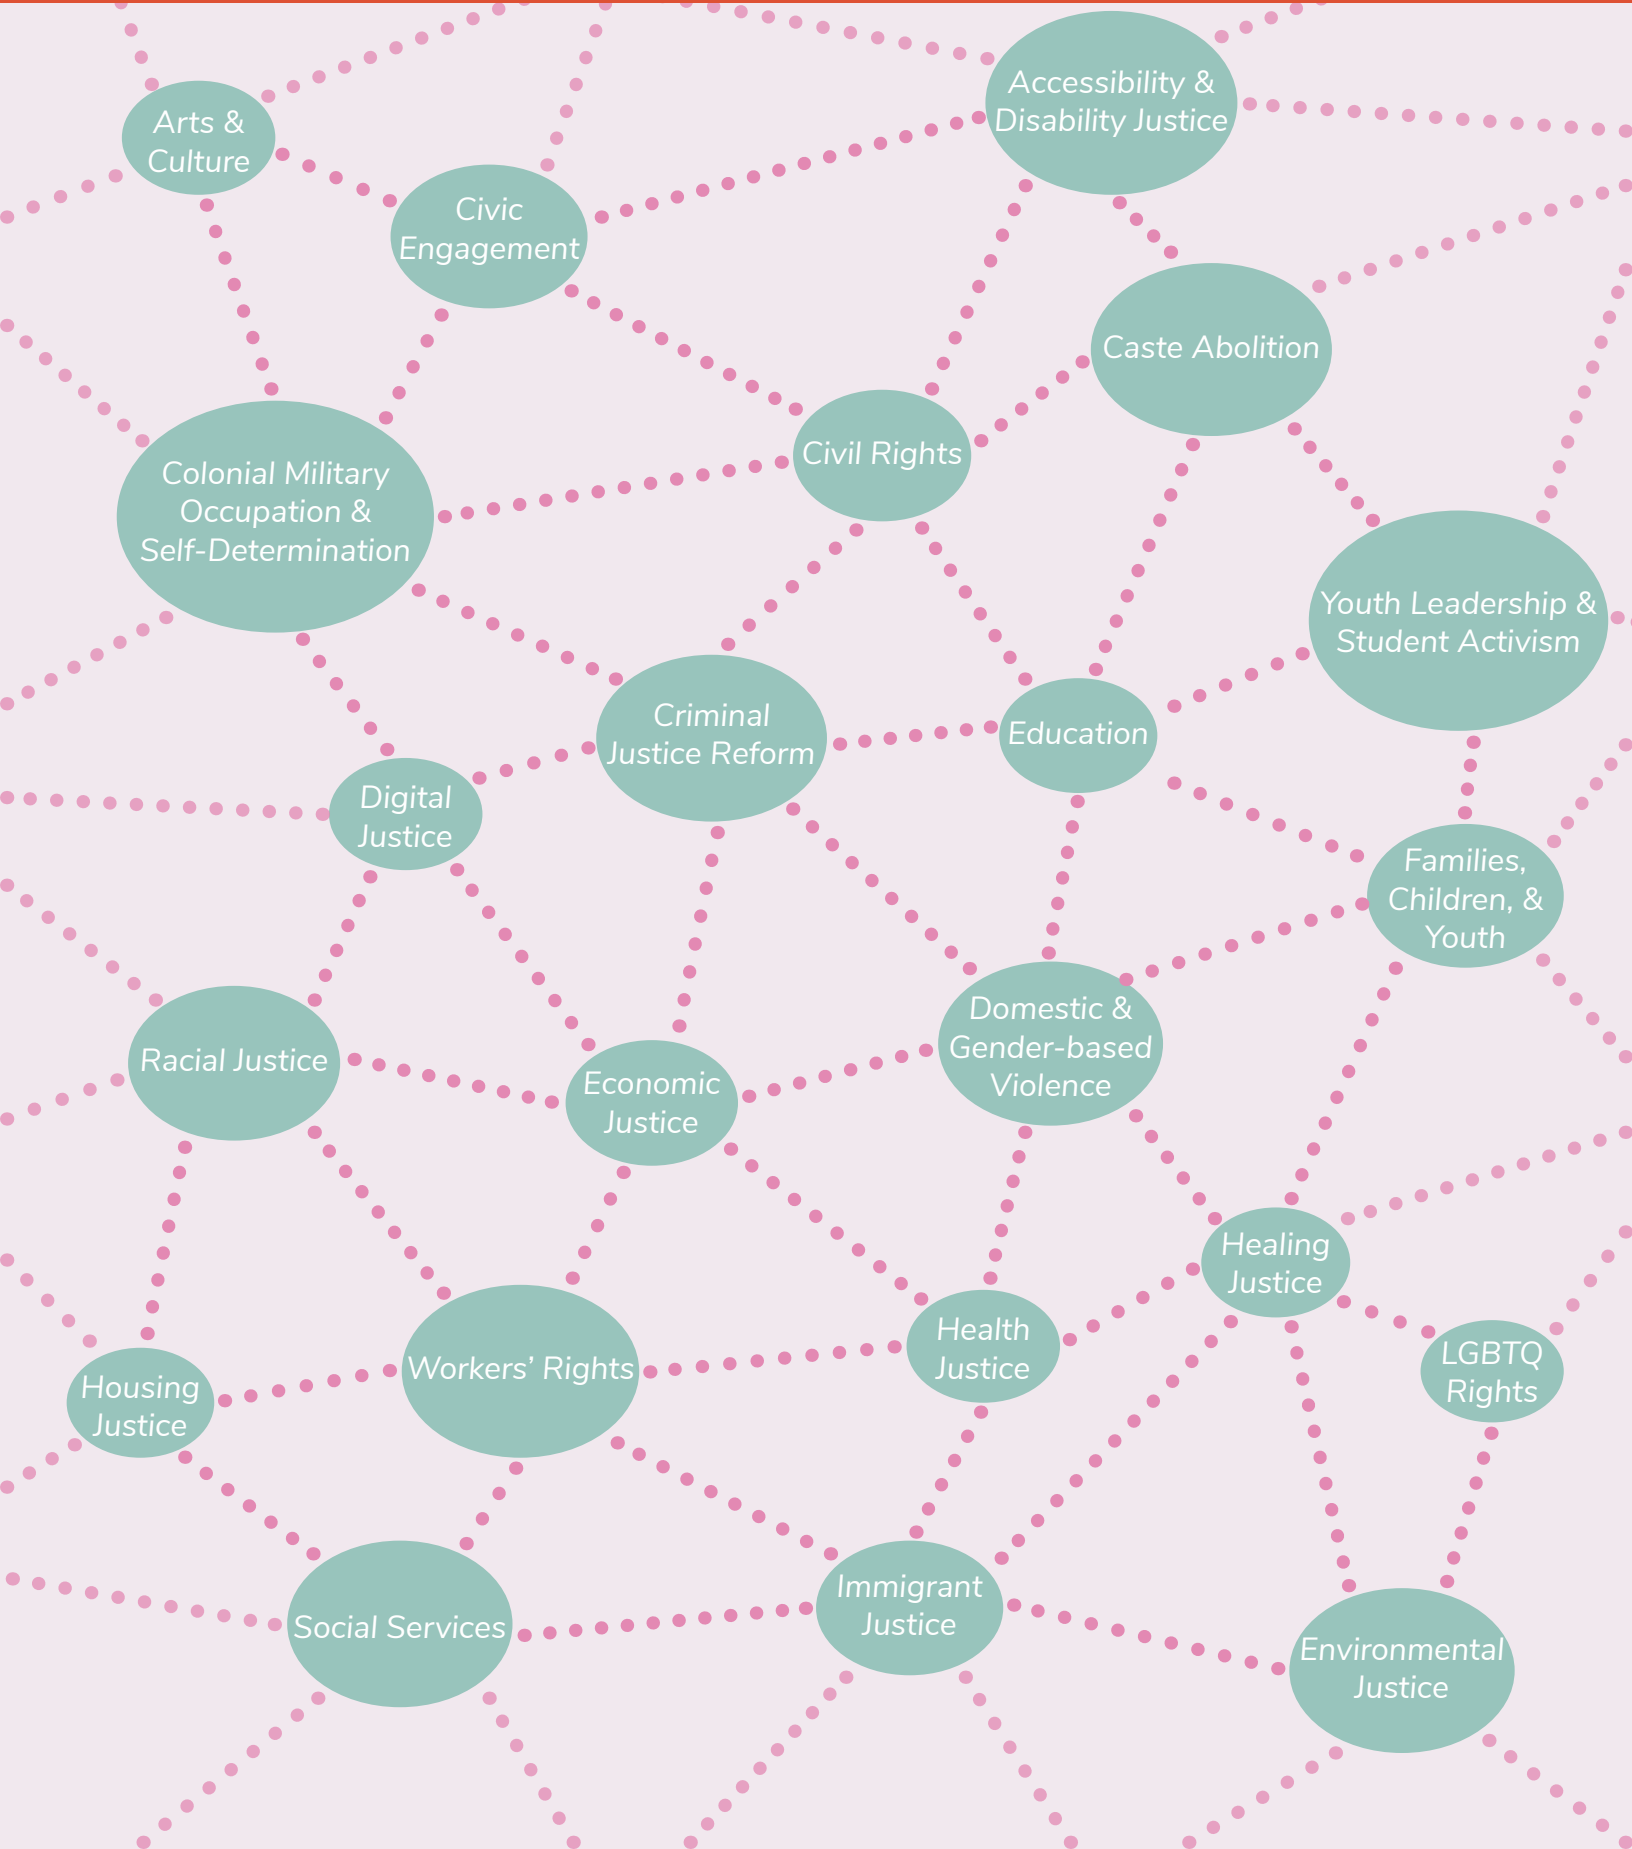 Accessibility &
Disability Justice
Arts &
Culture
Civic
Engagement
Caste Abolition
Civil Rights
Colonial Military
Occupation &
Self-Determination
Youth Leadership &
Student Activism
Criminal
Justice Reform
Education
Digital
Justice
Families,
Children, &
Youth
Domestic &
Gender-based
Violence
Racial Justice
Economic
Justice
Healing
Justice
Health
Justice
LGBTQ
Rights
Workers’ Rights
Housing
Justice
Immigrant
Justice
Social Services
Environmental
Justice